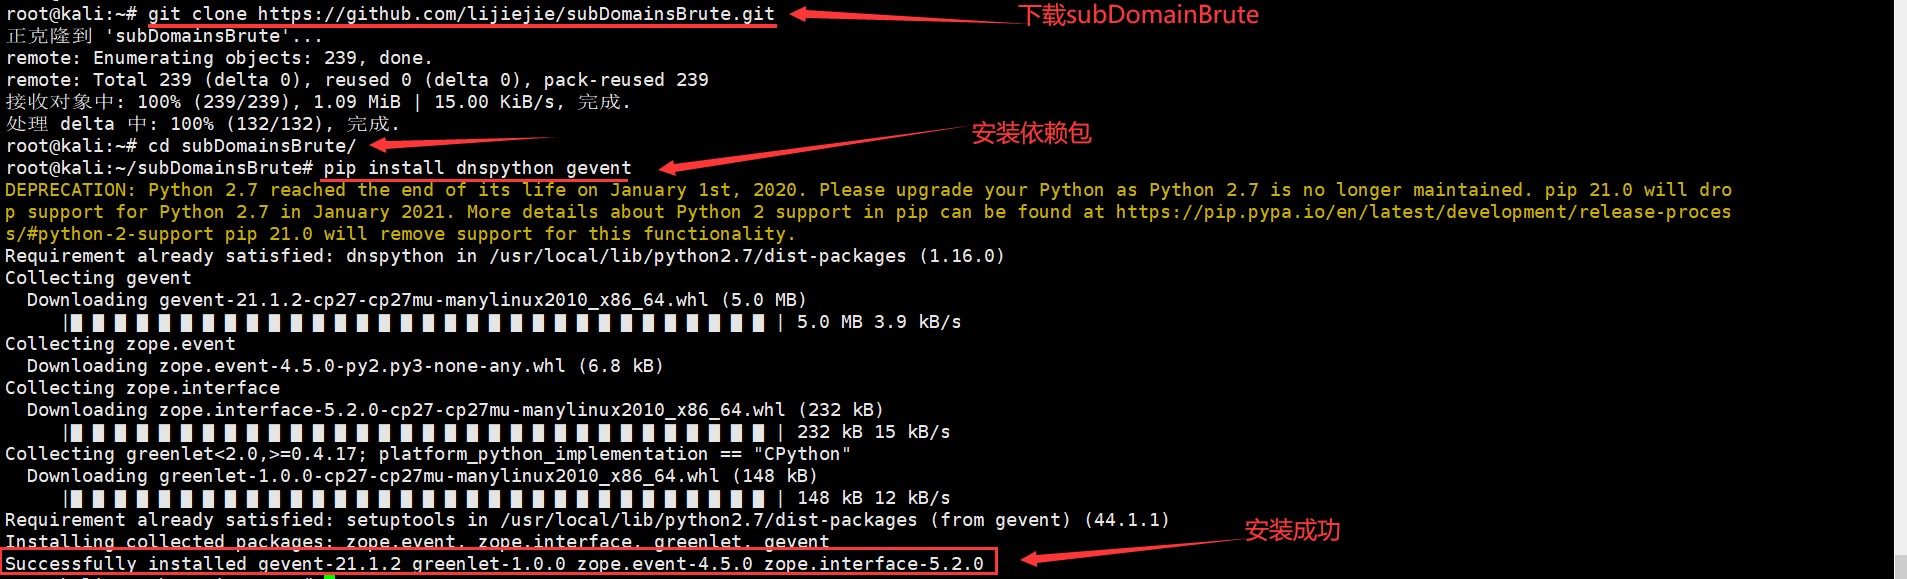 root@kali:~# git clone https://github.com/lijiejie/subDomainsBrute.git
下载subDomainBrute
正克隆到 'subDomainsBrute'...
remote: Enumerating objects: 239, done.
remote: Total 239 (delta 0), reused 0 (delta 0), pack-reused 239
接收对象中: 100% (239/239), 1.09 MiB | 15.00 KiB/s, 完成.
处理 delta 中: 100% (132/132), 完成.
root@kali:~# cd subDomainsBrute/
安装依赖包
root@kali:~/subDomainsBrute# pip install dnspython gevent
DEPRECATION: Python 2.7 reached the end of its life on January 1st, 2020. Please upgrade your Python as Python 2.7 is no longer maintained. pip 21.0 will dro
p support for Python 2.7 in January 2021. More details about Python 2 support in pip can be found at https://pip.pypa.io/en/latest/development/release-proces
s/#python-2-support pip 21.0 will remove support for this functionality.
Requirement already satisfied: dnspython in /usr/local/lib/python2.7/dist-packages (1.16.0)
Collecting gevent
Downloading gevent-21.1.2-cp27-cp27mu-manylinux2010_x86_64.whl (5.0 MB)
| | 5.0 MB 3.9 kB/s
Collecting zope.event
Downloading zope.event-4.5.0-py2.py3-none-any.whl (6.8 kB)
Collecting zope.interface
Downloading zope.interface-5.2.0-cp27-cp27mu-manylinux2010_x86_64.whl (232 kB)
| | 232 kB 15 kB/s
Collecting greenlet<2.0,>=0.4.17; platform_python_implementation == "CPython"
Downloading greenlet-1.0.0-cp27-cp27mu-manylinux2010_x86_64.whl (148 kB)
| | 148 kB 12 kB/s
Requirement already satisfied: setuptools in /usr/local/lib/python2.7/dist-packages (from gevent) (44.1.1)
安装成功
Installing collected packages: zope.event, zope.interface, greenlet, gevent
Successfully installed gevent-21.1.2 greenlet-1.0.0 zope.event-4.5.0 zope.interface-5.2.0